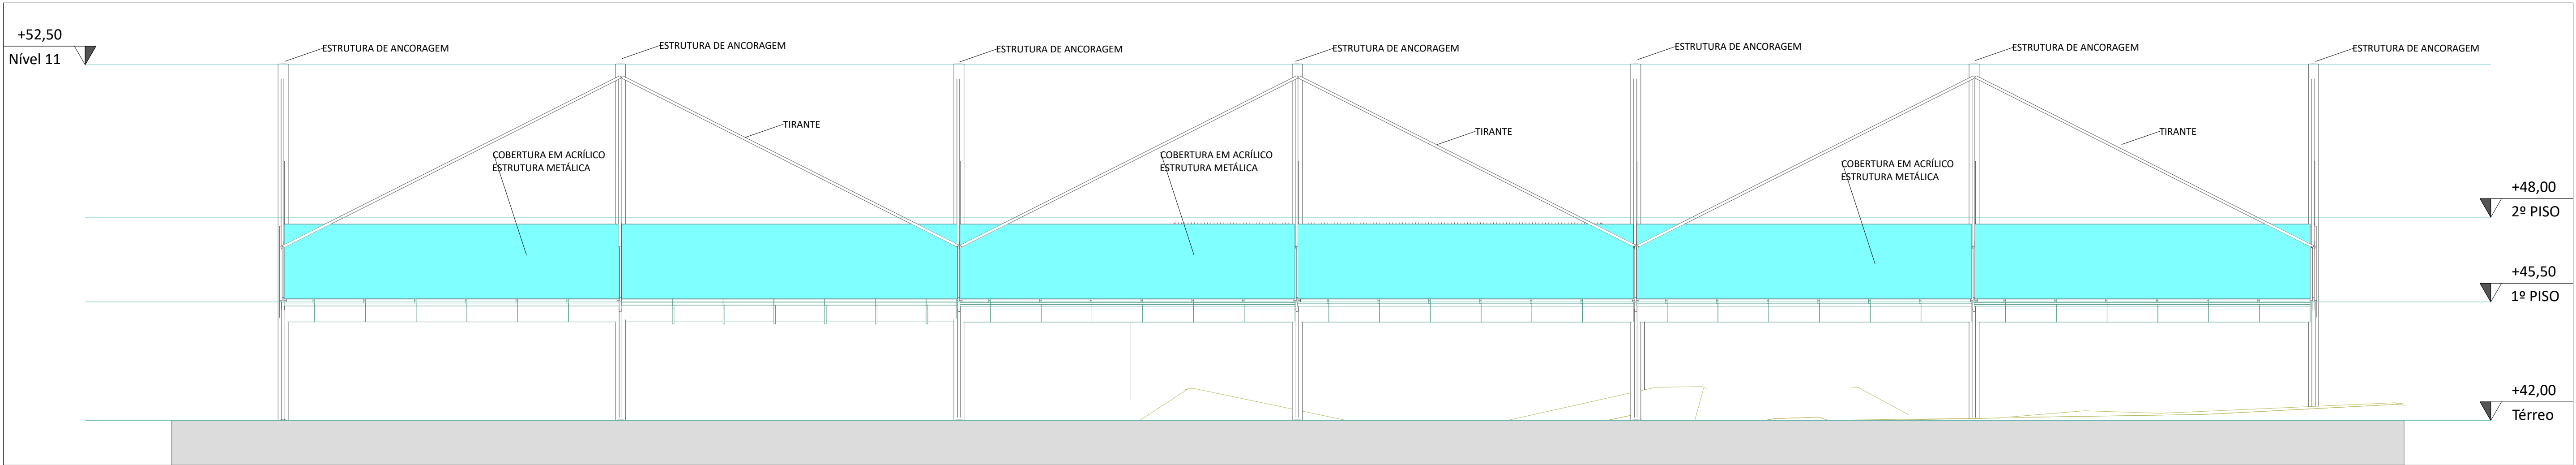 +52,50
Nível 11
ESTRUTURA DE ANCORAGEM
ESTRUTURA DE ANCORAGEM
ESTRUTURA DE ANCORAGEM
ESTRUTURA DE ANCORAGEM
ESTRUTURA DE ANCORAGEM
ESTRUTURA DE ANCORAGEM
ESTRUTURA DE ANCORAGEM
TIRANTE
TIRANTE
TIRANTE
COBERTURA EM ACRÍLICO
ESTRUTURA METÁLICA
COBERTURA EM ACRÍLICO
ESTRUTURA METÁLICA
COBERTURA EM ACRÍLICO
ESTRUTURA METÁLICA
+48,00
2º PISO
+45,50
1º PISO
+42,00
Térreo